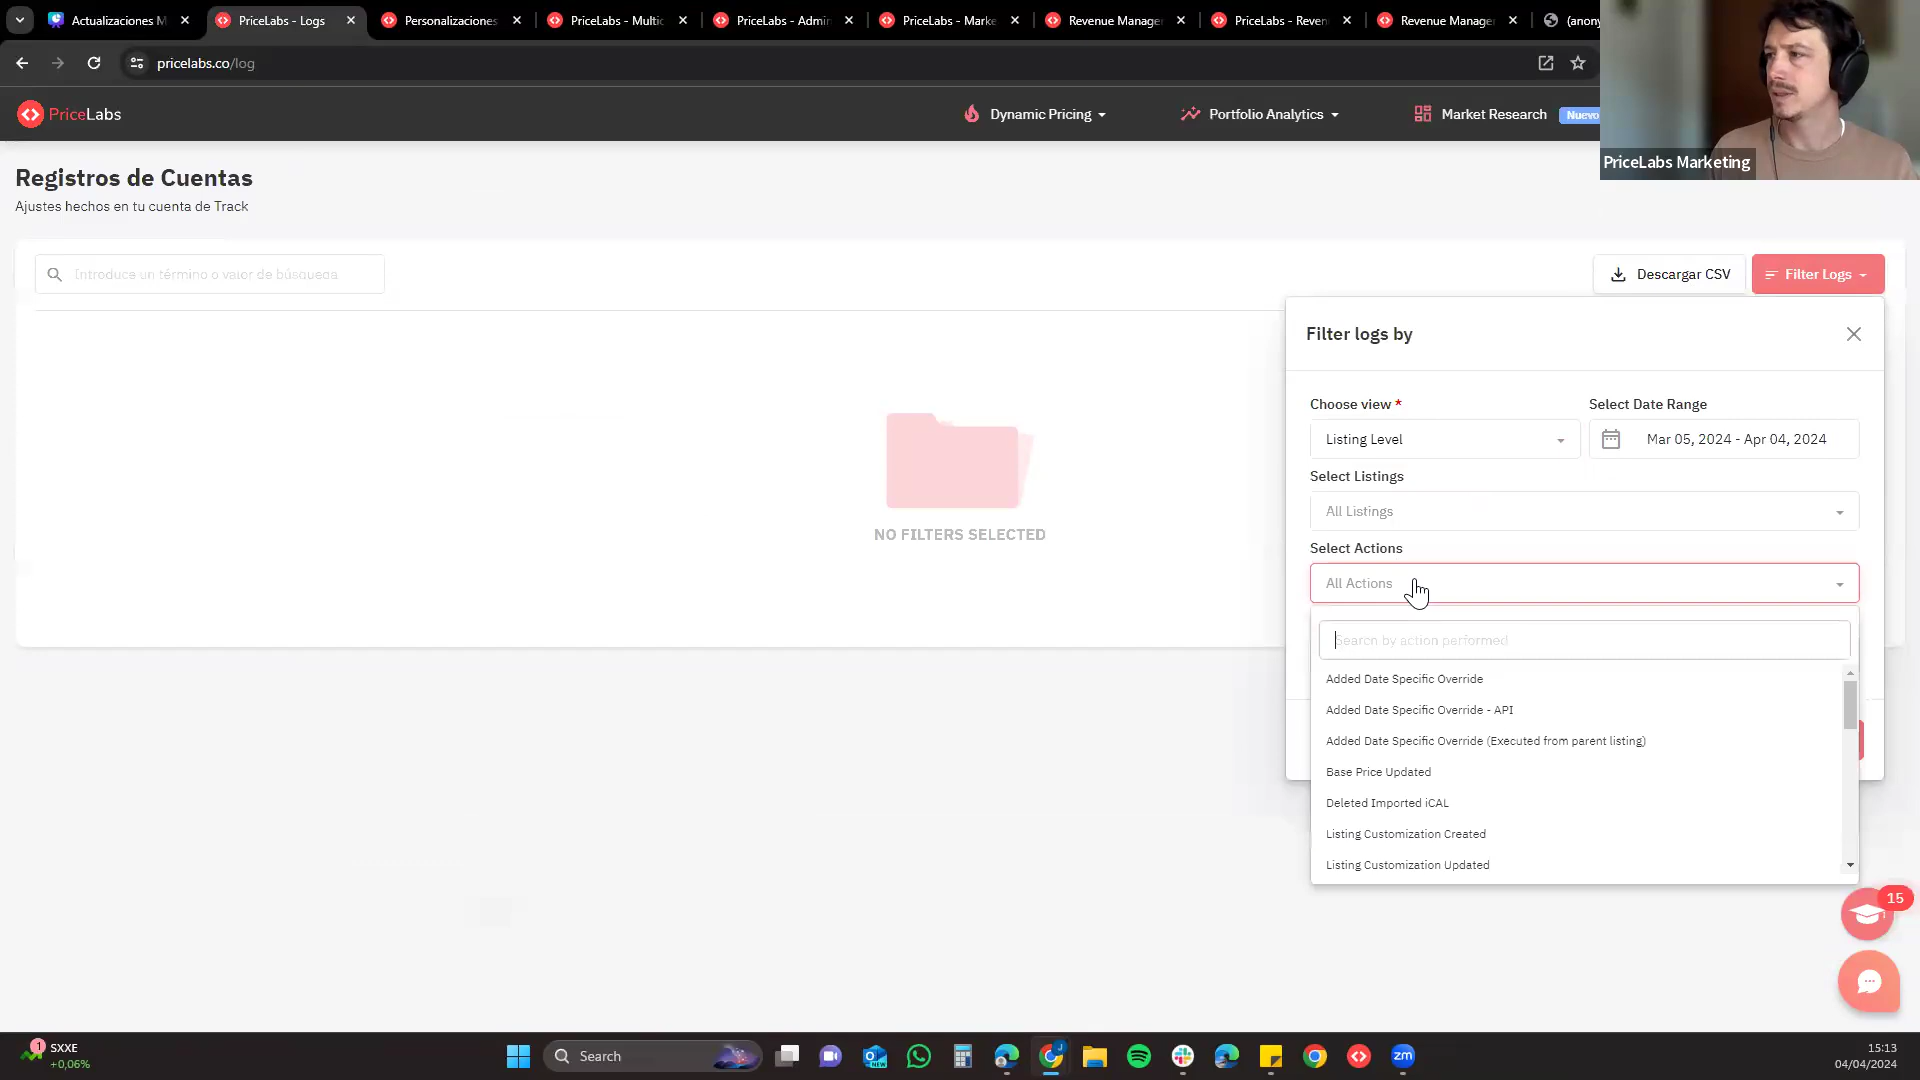 Actualizaciones M
PriceLabs - Logs
Personalizaciones
PriceLabs - Multic
PriceLabs - Admin
PriceLabs - Marke
Revenue Manager
PriceLabs - Reven
Revenue Manager
(anony
pricelabs.co/log
PriceLabs
Dynamic Pricing
Portfolio Analytics
Market Research
Nuevo
PriceLabs Marketing
Registros de Cuentas
Ajustes hechos en tu cuenta de Track
Introduce un término o valor de búsqueda
Descargar CSV
Filter Logs
Filter logs by
Choose view *
Select Date Range
Listing Level
Mar 05, 2024 - Apr 04, 2024
Select Listings
All Listings
Select Actions
All Actions
Search by action performed
Added Date Specific Override
Added Date Specific Override - API
Added Date Specific Override (Executed from parent listing)
Base Price Updated
Deleted Imported iCAL
Listing Customization Created
Listing Customization Updated
NO FILTERS SELECTED
15
1
SXXE
+0,06%
Search
NEW
J
zm
15:13
04/04/2024